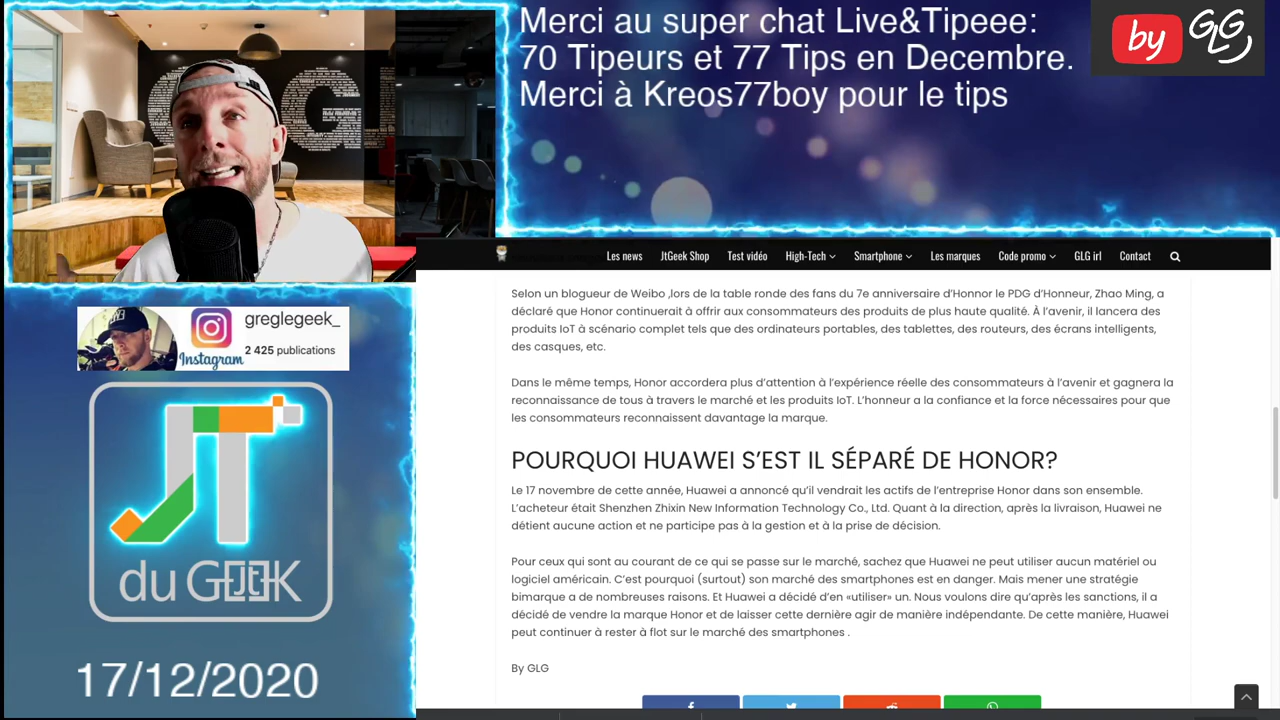 Merci au super chat Live&Tipeee:
70 Tipeurs et 77 Tips en Decembre.
Merci à Kreos77boy pour le tips
by GLG
Les news JtGeek Shop Test vidéo High-Tech Smartphone Les marques Code promo GLG irl Contact
Selon un blogueur de Weibo ,lors de la table ronde des fans du 7e anniversaire d’Honnor le PDG d’Honneur, Zhao Ming, a
déclaré que Honor continuerait à offrir aux consommateurs des produits de plus haute qualité. À l’avenir, il lancera des
produits IoT à scénario complet tels que des ordinateurs portables, des tablettes, des routeurs, des écrans intelligents,
des casques, etc.
Dans le même temps, Honor accordera plus d’attention à l’expérience réelle des consommateurs à l’avenir et gagnera la
reconnaissance de tous à travers le marché et les produits IoT. L’honneur a la confiance et la force nécessaires pour que
les consommateurs reconnaissent davantage la marque.
POURQUOI HUAWEI S’EST IL SÉPARÉ DE HONOR?
Le 17 novembre de cette année, Huawei a annoncé qu’il vendrait les actifs de l’entreprise Honor dans son ensemble.
L’acheteur était Shenzhen Zhixin New Information Technology Co., Ltd. Quant à la direction, après la livraison, Huawei ne
détient aucune action et ne participe pas à la gestion et à la prise de décision.
Pour ceux qui sont au courant de ce qui se passe sur le marché, sachez que Huawei ne peut utiliser aucun matériel ou
logiciel américain. C’est pourquoi (surtout) son marché des smartphones est en danger. Mais mener une stratégie
bimarque a de nombreuses raisons. Et Huawei a décidé d’en «utiliser» un. Nous voulons dire qu’après les sanctions, il a
décidé de vendre la marque Honor et de laisser cette dernière agir de manière indépendante. De cette manière, Huawei
peut continuer à rester à flot sur le marché des smartphones .
By GLG
greglegeek_
2 425 publications
Instagram
JT
du GEEK
17/12/2020